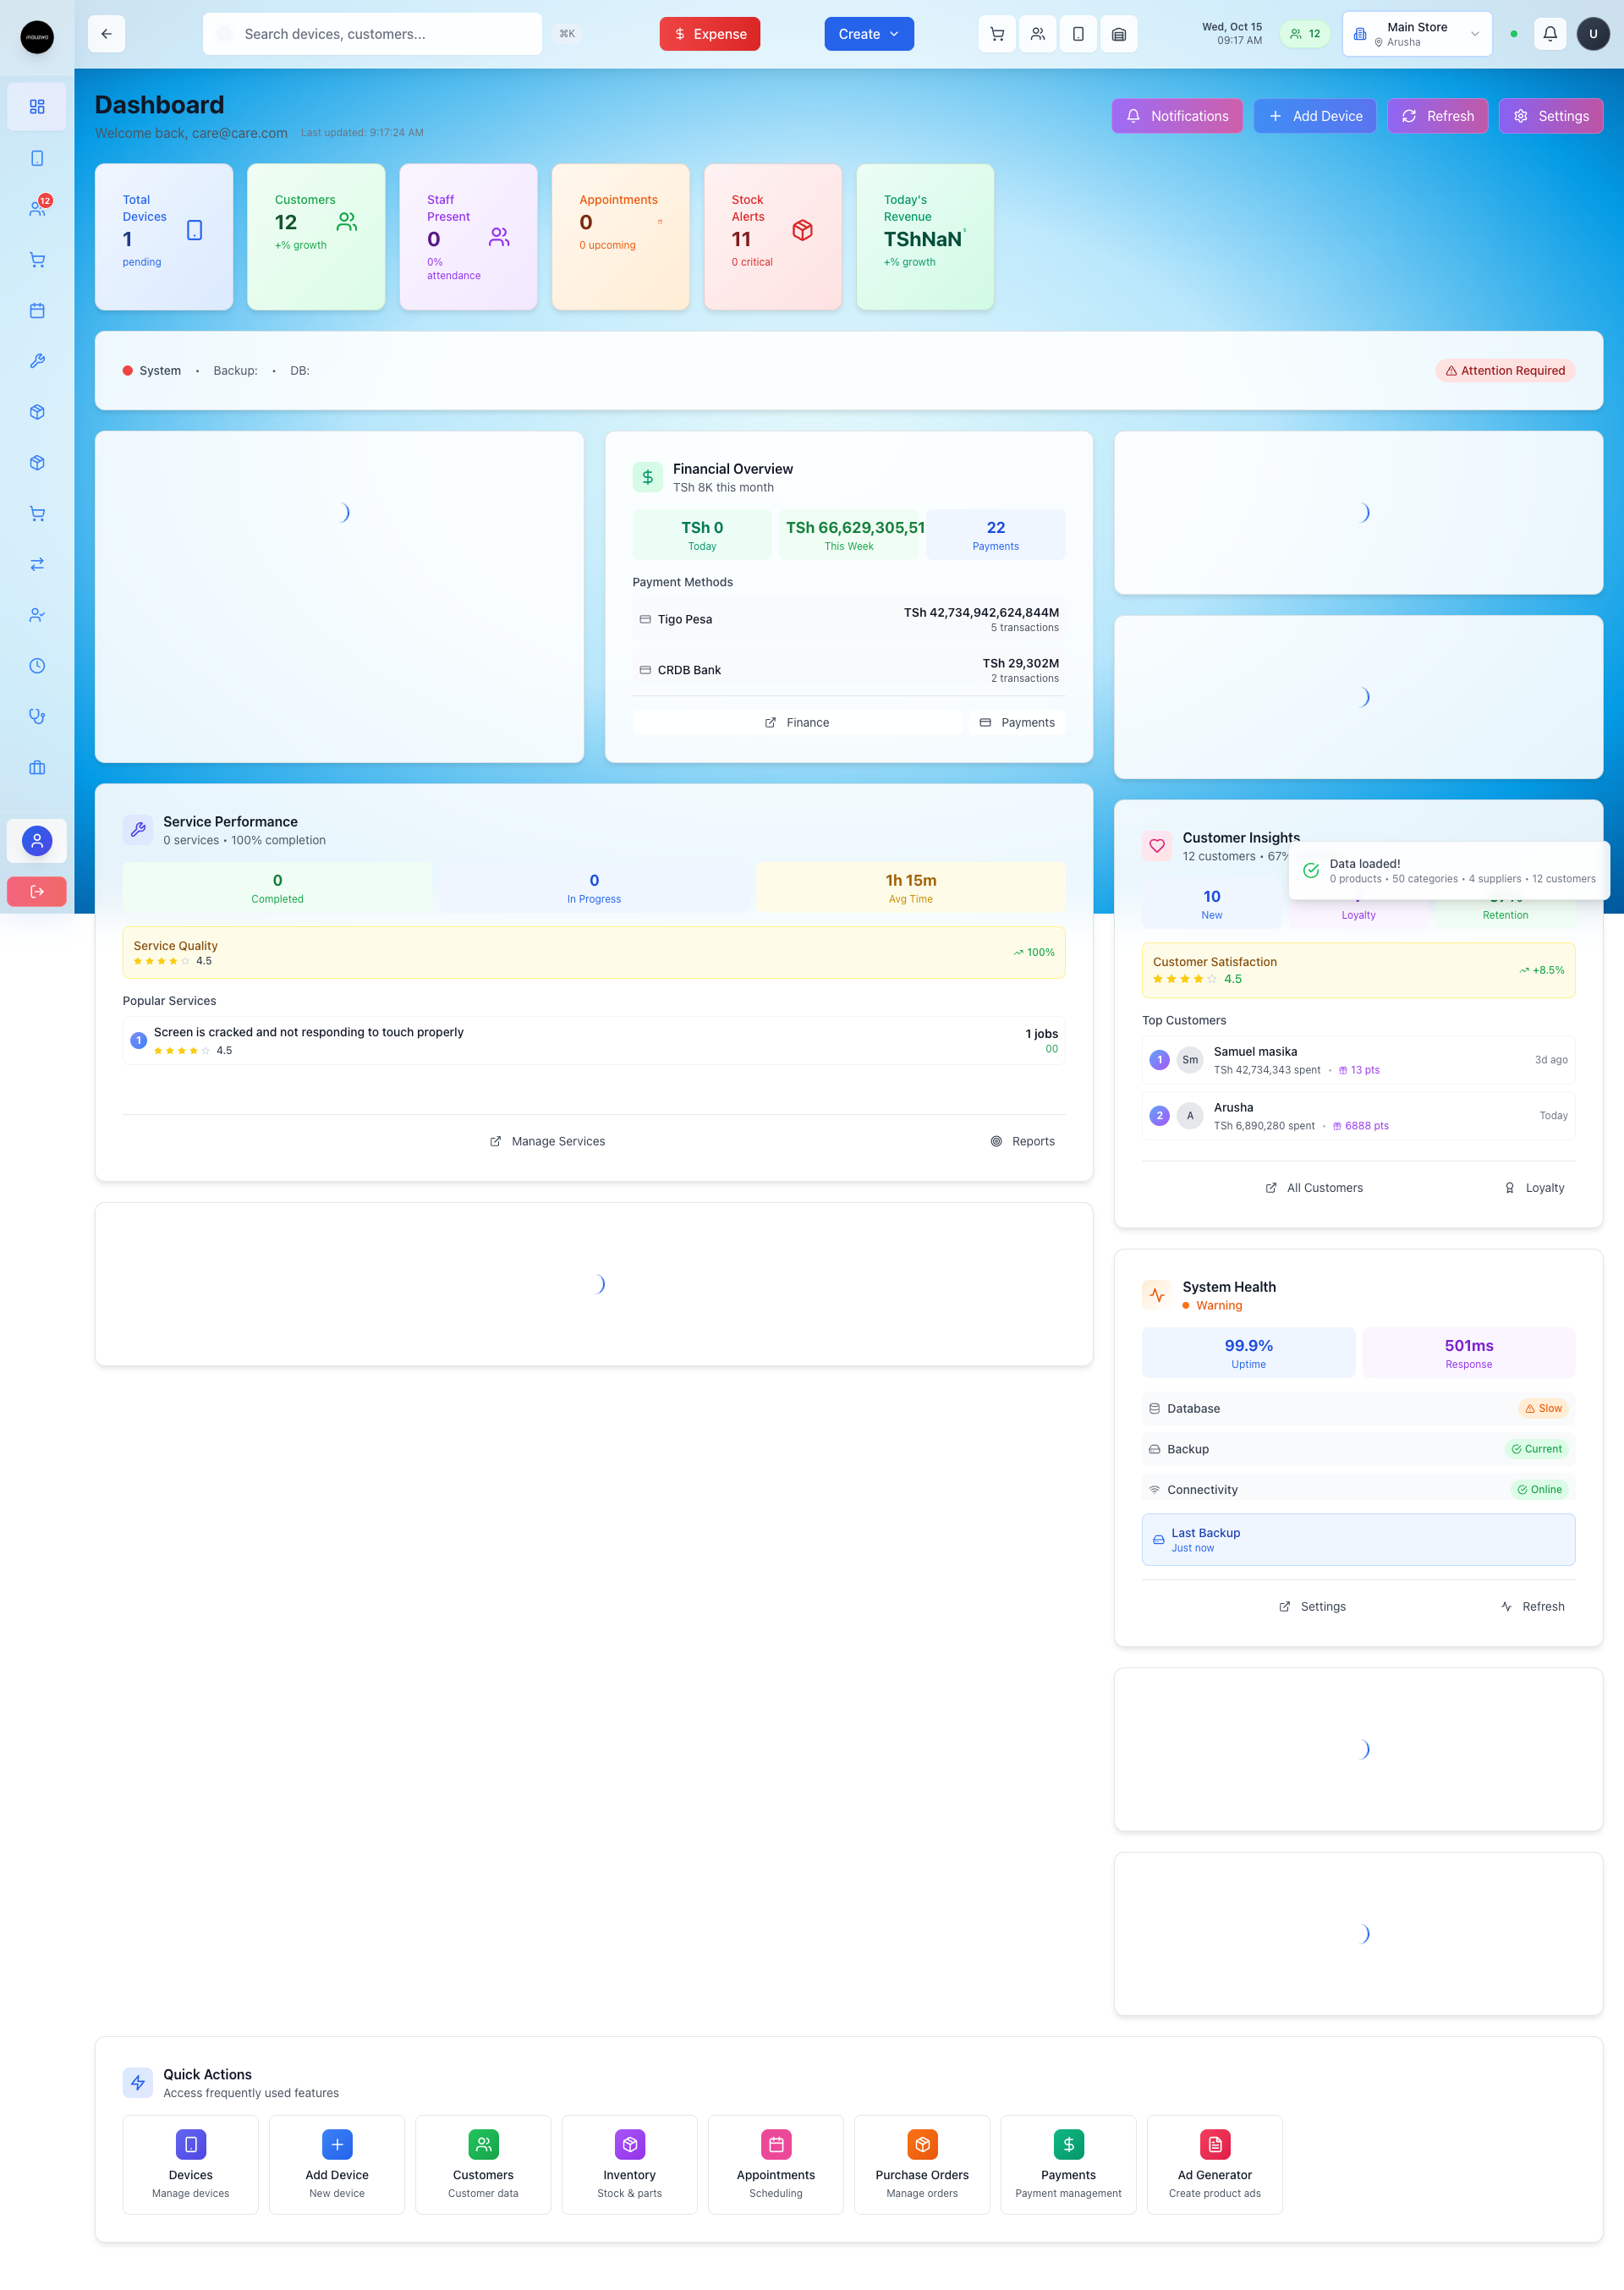 inauzwa
Search devices, customers...
⌘K
$ Expense
Create
Wed, Oct 15
09:17 AM
12
Main Store
Arusha
U
12
Dashboard
Welcome back, care@care.com
Last updated: 9:17:24 AM
Notifications
Add Device
Refresh
Settings
Total
Devices
1
pending
Customers
12
+% growth
Staff
Present
0
0%
attendance
Appointments
0
0 upcoming
Stock
Alerts
11
0 critical
Today's
Revenue
TShNaN
+% growth
System • Backup: • DB:
Attention Required
Financial Overview
TSh 8K this month
TSh 0
Today
TSh 66,629,305,51
This Week
22
Payments
Payment Methods
Tigo Pesa
TSh 42,734,942,624,844M
5 transactions
CRDB Bank
TSh 29,302M
2 transactions
Finance
Payments
Service Performance
0 services • 100% completion
0
Completed
0
In Progress
1h 15m
Avg Time
Service Quality
4.5
100%
Popular Services
1
Screen is cracked and not responding to touch properly
4.5
1 jobs
00
Manage Services
Reports
Customer Insights
12 customers • 67%
Data loaded!
0 products • 50 categories • 4 suppliers • 12 customers
10
New
Loyalty
Retention
Customer Satisfaction
4.5
+8.5%
Top Customers
1
Sm
Samuel masika
TSh 42,734,343 spent • 13 pts
3d ago
2
A
Arusha
TSh 6,890,280 spent • 6888 pts
Today
All Customers
Loyalty
System Health
Warning
99.9%
Uptime
501ms
Response
Database
Slow
Backup
Current
Connectivity
Online
Last Backup
Just now
Settings
Refresh
Quick Actions
Access frequently used features
Devices
Manage devices
Add Device
New device
Customers
Customer data
Inventory
Stock & parts
Appointments
Scheduling
Purchase Orders
Manage orders
Payments
Payment management
Ad Generator
Create product ads